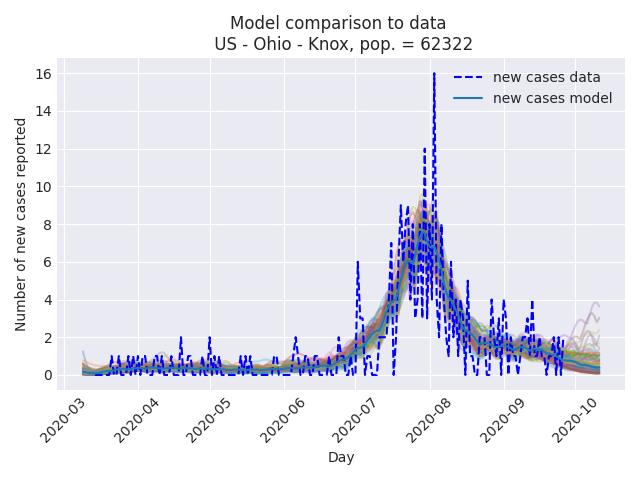 Model comparison to data
US - Ohio - Knox, pop. = 62322
new cases data
new cases model
Number of new cases reported
16
14
12
10
8
6
4
2
0
2020-03
2020-04
2020-05
2020-06
2020-07
2020-08
2020-09
2020-10
Day